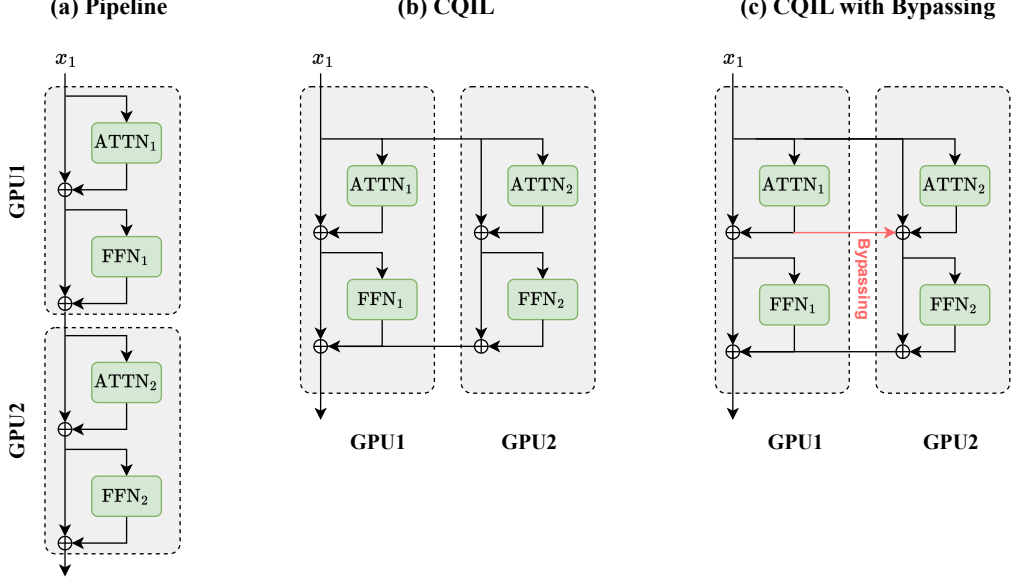 (a) Pipeline
x₁
GPU1
ATTN₁
FFN₁
GPU2
ATTN₂
FFN₂
(b) CQIL
x₁
ATTN₁
ATTN₂
FFN₁
FFN₂
GPU1
GPU2
(c) CQIL with Bypassing
x₁
ATTN₁
ATTN₂
Bypassing
FFN₁
FFN₂
GPU1
GPU2